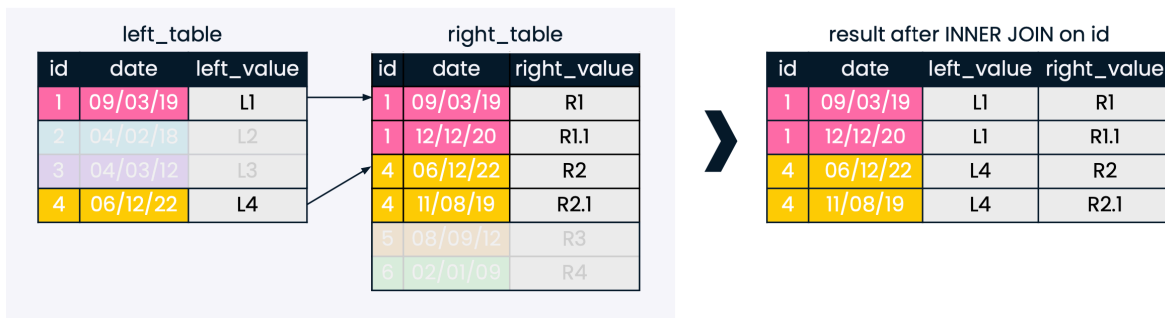 left_table
id date left_value
1 09/03/19 L1
2 04/02/18 L2
3 04/03/12 L3
4 06/12/22 L4
right_table
id date right_value
1 09/03/19 R1
1 12/12/20 R1.1
4 06/12/22 R2
4 11/08/19 R2.1
5 08/09/12 R3
6 02/01/09 R4
result after INNER JOIN on id
id date left_value right_value
1 09/03/19 L1 R1
1 12/12/20 L1 R1.1
4 06/12/22 L4 R2
4 11/08/19 L4 R2.1